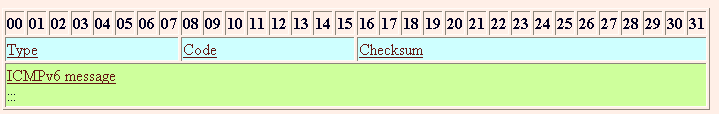 00 01 02 03 04 05 06 07 08 09 10 11 12 13 14 15 16 17 18 19 20 21 22 23 24 25 26 27 28 29 30 31
Type Code Checksum
ICMPv6 message
:::